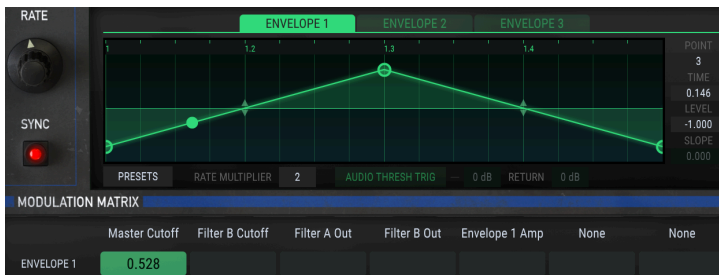 RATE
ENVELOPE 1 ENVELOPE 2 ENVELOPE 3
1 1.2 1.3 1.4
POINT
3
TIME
0.146
LEVEL
-1.000
SLOPE
0.000
SYNC
PRESETS RATE MULTIPLIER 2 AUDIO THRESH TRIG — 0 dB RETURN 0 dB
MODULATION MATRIX
Master Cutoff Filter B Cutoff Filter A Out Filter B Out Envelope 1 Amp None None
ENVELOPE 1 0.528